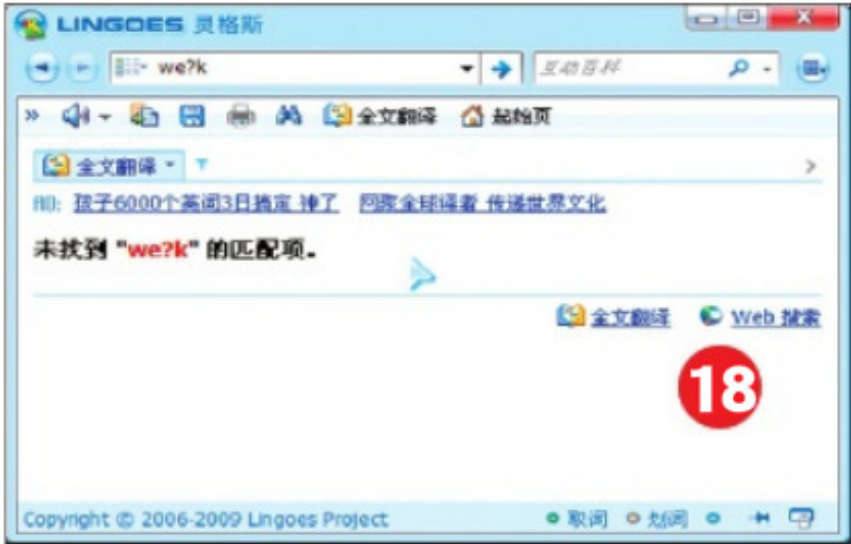 LINGOES 灵格斯
we?k
互动百科
» 全文翻译 起始页
全文翻译
AD: 孩子6000个英词3日搞定 神了 同聚全球译者 传递世界文化
未找到 "we?k" 的匹配项。
全文翻译 Web 搜索
18
Copyright © 2006-2009 Lingoes Project 取词 划词